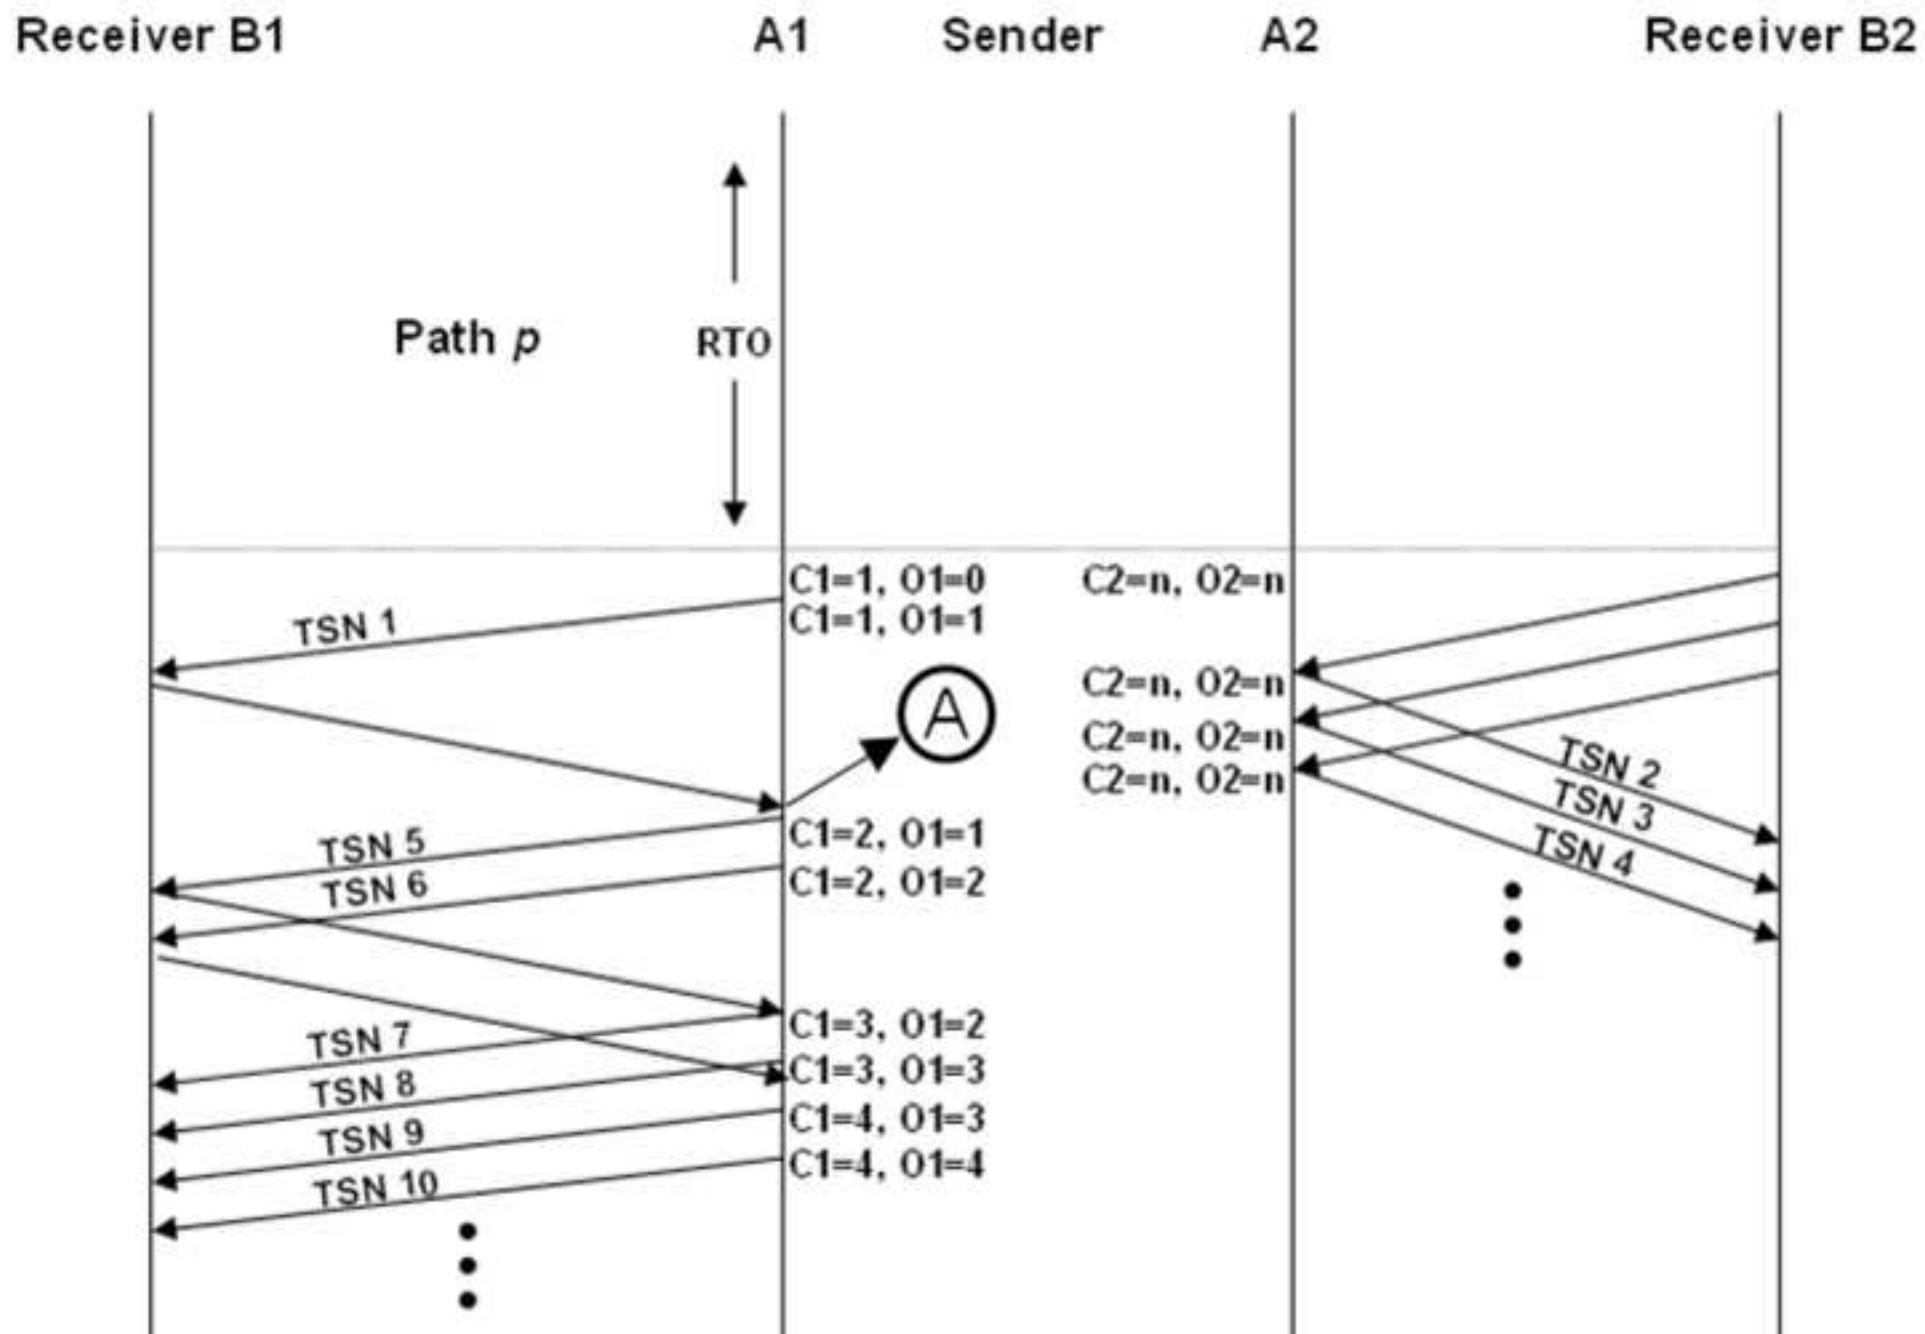 Receiver B1 A1 Sender A2 Receiver B2
Path p RTO
C1=1, O1=0 C2=n, O2=n
TSN 1 C1=1, O1=1
C2=n, O2=n
A
C2=n, O2=n
TSN 2
C2=n, O2=n
TSN 3
TSN 5 C1=2, O1=1
TSN 4
TSN 6 C1=2, O1=2
TSN 7 C1=3, O1=2
TSN 8 C1=3, O1=3
TSN 9 C1=4, O1=3
TSN 10 C1=4, O1=4